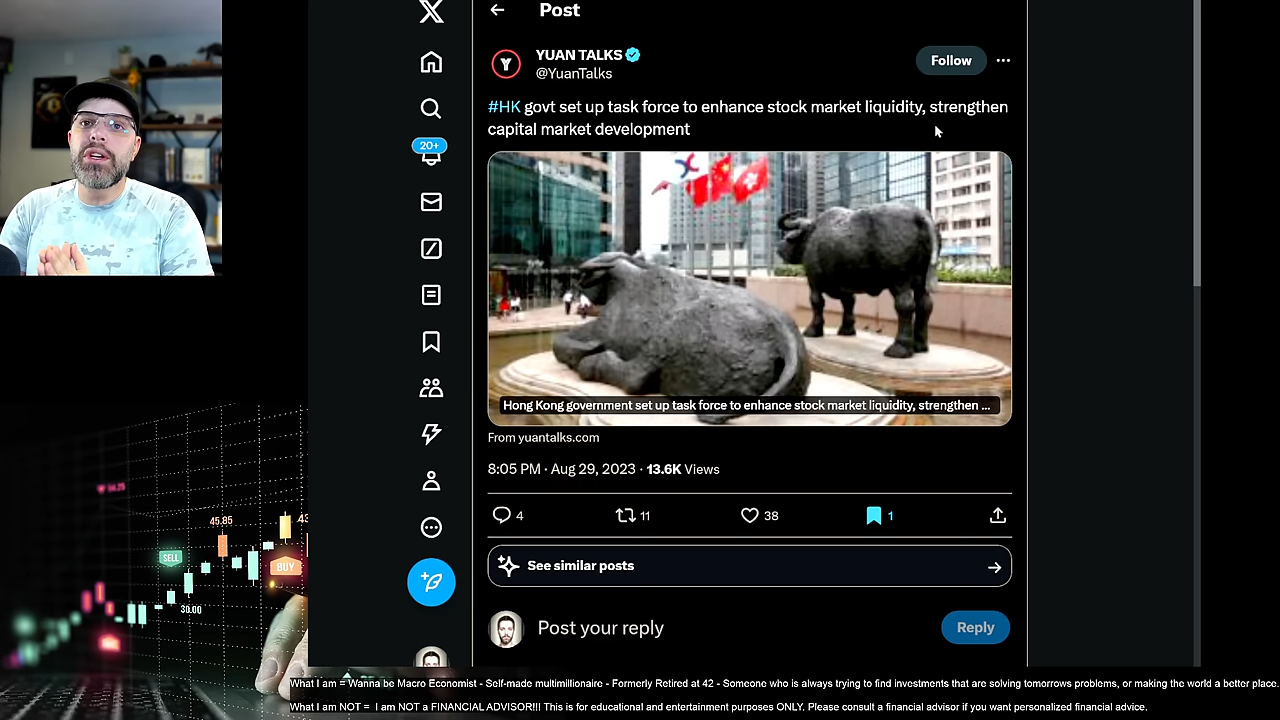 Post
YUAN TALKS
@YuanTalks
Follow
#HK govt set up task force to enhance stock market liquidity, strengthen
capital market development
20+
Hong Kong government set up task force to enhance stock market liquidity, strengthen ...
From yuantalks.com
8:05 PM · Aug 29, 2023 · 13.6K Views
4
11
38
1
See similar posts
Post your reply
Reply
45.85
SELL
BUY
30.00
What I am = Wanna be Macro Economist - Self-made multimillionaire - Formerly Retired at 42 - Someone who is always trying to find investments that are solving tomorrows problems, or making the world a better place.
What I am NOT = I am NOT a FINANCIAL ADVISOR!!! This is for educational and entertainment purposes ONLY. Please consult a financial advisor if you want personalized financial advice.